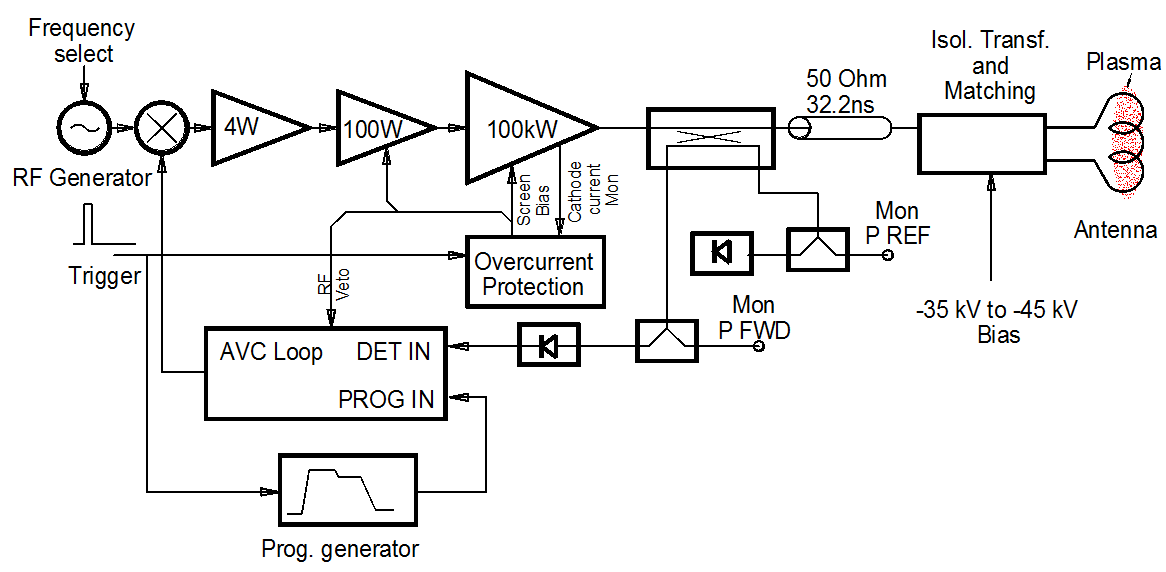 Frequency
select
RF Generator
4W
100W
100kW
50 Ohm
32.2ns
Isol. Transf.
and
Matching
Plasma
Antenna
Screen
Bias
Cathode
current
Mon
Trigger
Overcurrent
Protection
RF
Veto
Mon
P REF
Mon
P FWD
-35 kV to -45 kV
Bias
AVC Loop
DET IN
PROG IN
Prog. generator